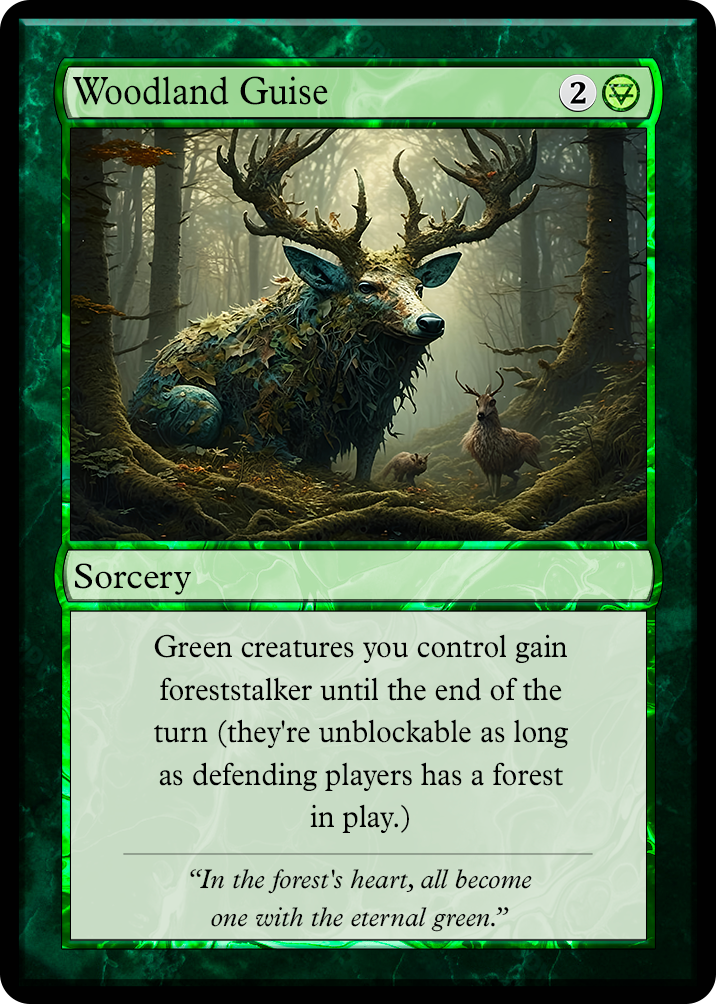 Woodland Guise 2
Sorcery
Green creatures you control gain
foreststalker until the end of the
turn (they're unblockable as long
as defending players has a forest
in play.)
“In the forest's heart, all become
one with the eternal green.”